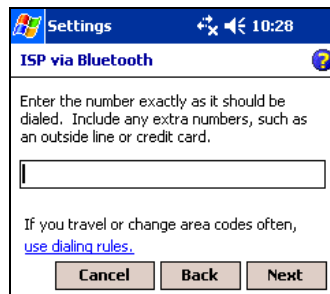 Settings 10:28
ISP via Bluetooth
Enter the number exactly as it should be
dialed. Include any extra numbers, such as
an outside line or credit card.
If you travel or change area codes often,
use dialing rules.
Cancel Back Next